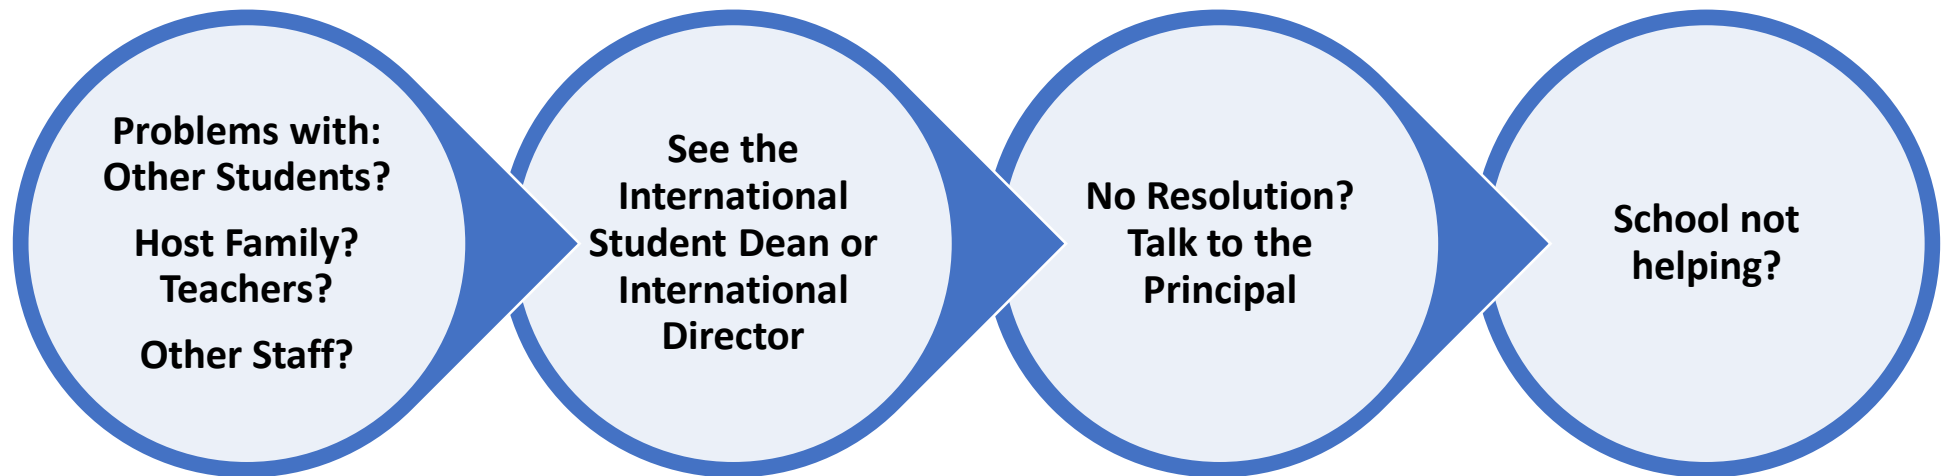 Problems with:
Other Students?
Host Family?
Teachers?
Other Staff?
See the
International
Student Dean or
International
Director
No Resolution?
Talk to the
Principal
School not
helping?